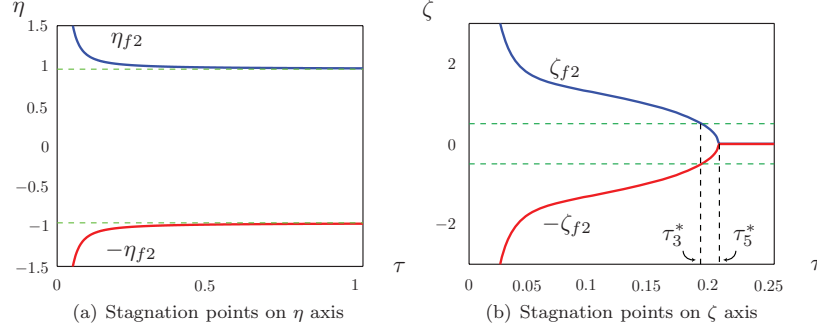 η
1.5
1
0.5
0
−0.5
−1
−1.5
η_{f2}
−η_{f2}
0
0.5
1
τ
(a) Stagnation points on η axis
ζ
2
0
−2
ζ_{f2}
−ζ_{f2}
τ_3^*
τ_5^*
0
0.05
0.1
0.15
0.2
0.25
τ
(b) Stagnation points on ζ axis